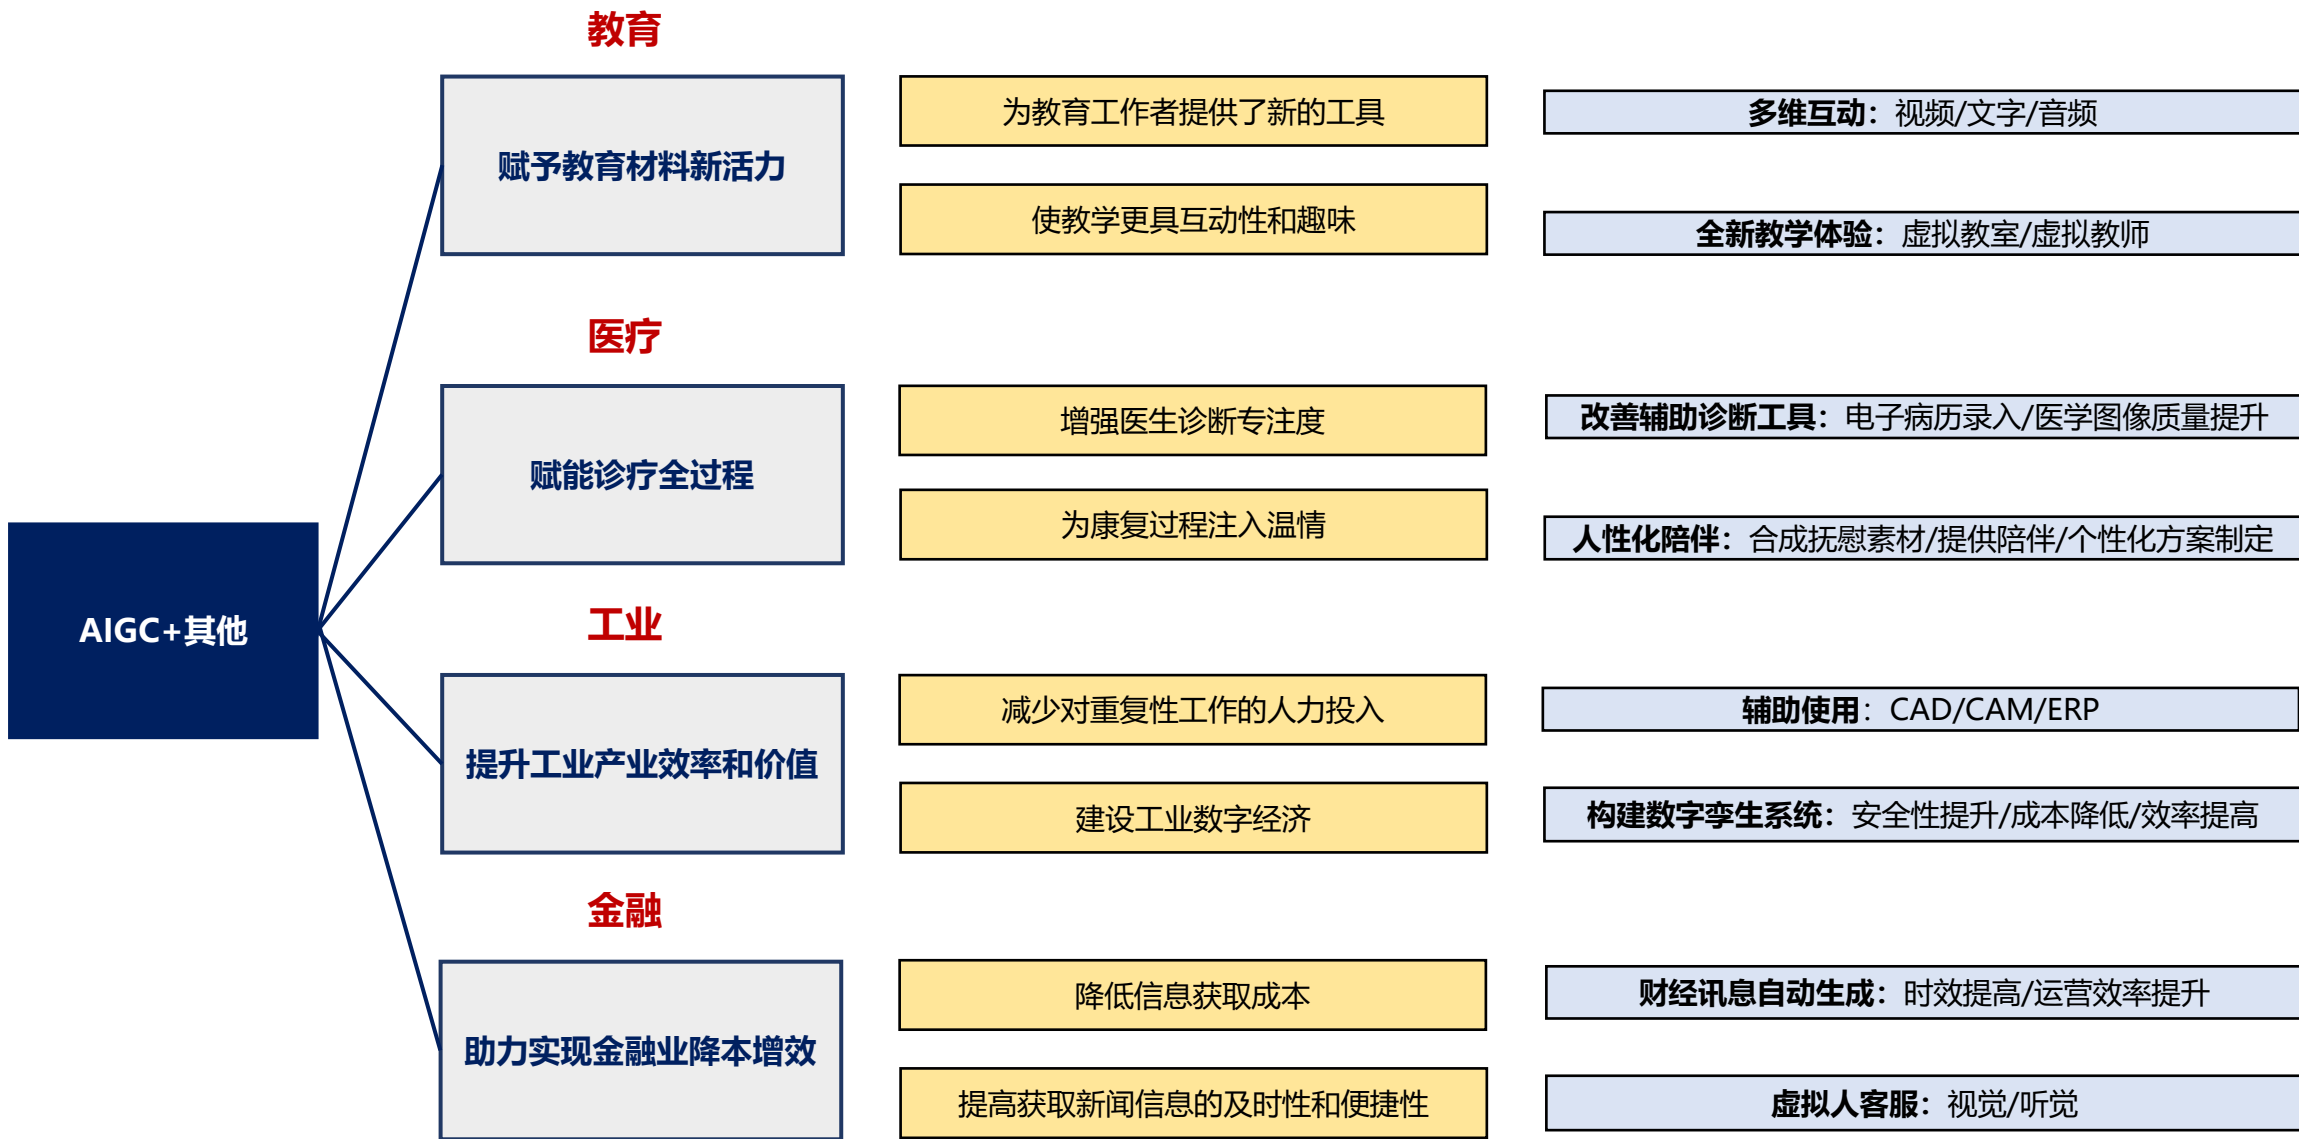 教育
为教育工作者提供了新的工具
多维互动：视频/文字/音频
赋予教育材料新活力
使教学更具互动性和趣味
全新教学体验：虚拟教室/虚拟教师
医疗
增强医生诊断专注度
改善辅助诊断工具：电子病历录入/医学图像质量提升
赋能诊疗全过程
为康复过程注入温情
人性化陪伴：合成抚慰素材/提供陪伴/个性化方案制定
AIGC+其他
工业
减少对重复性工作的人力投入
辅助使用：CAD/CAM/ERP
提升工业产业效率和价值
建设工业数字经济
构建数字孪生系统：安全性提升/成本降低/效率提高
金融
降低信息获取成本
财经讯息自动生成：时效提高/运营效率提升
助力实现金融业降本增效
提高获取新闻信息的及时性和便捷性
虚拟人客服：视觉/听觉